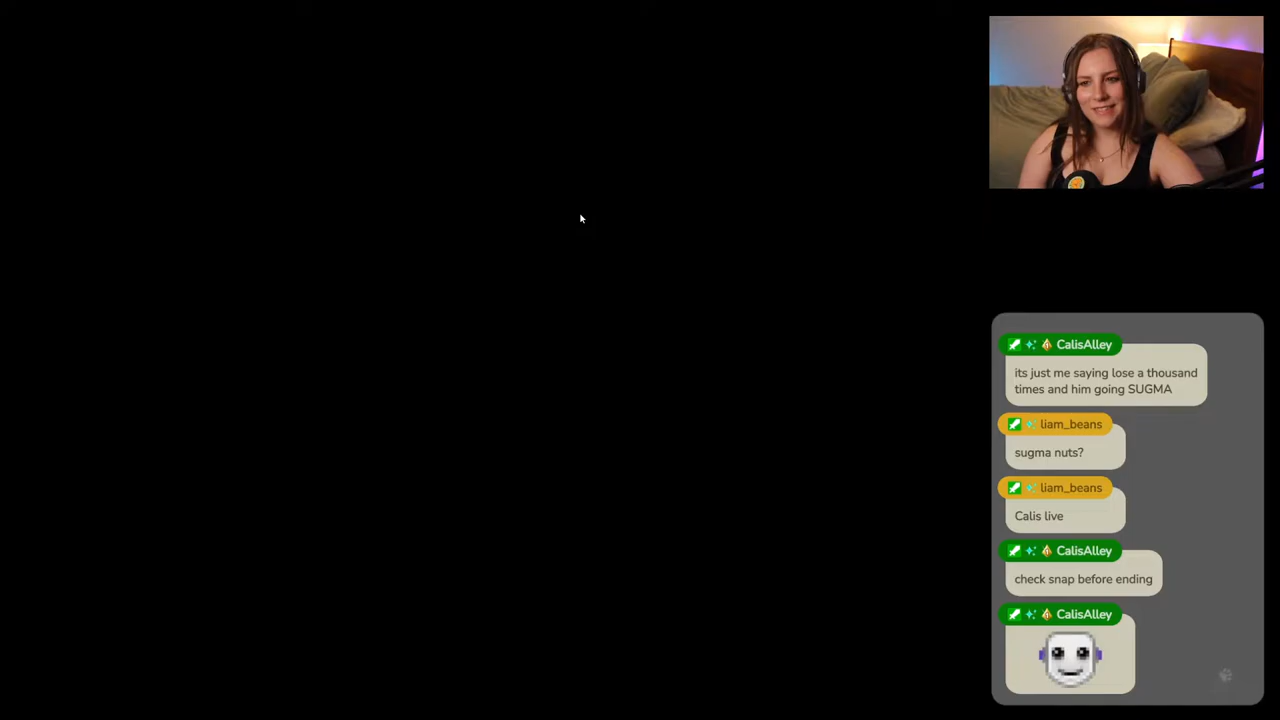 CalisAlley
its just me saying lose a thousand
times and him going SUGMA
liam_beans
sugma nuts?
liam_beans
Calis live
CalisAlley
check snap before ending
CalisAlley